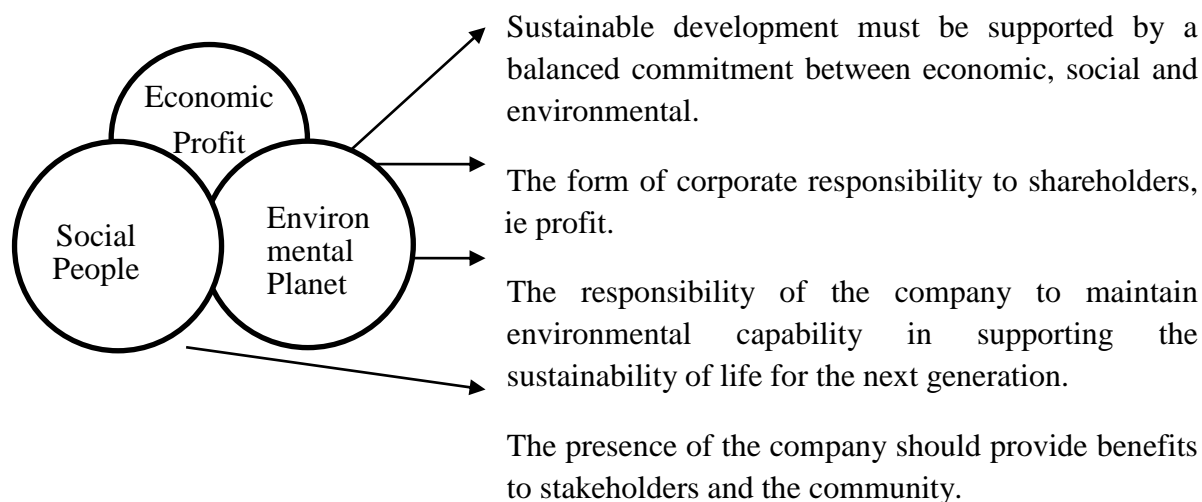 Economic
Profit
Social
People
Environ
mental
Planet
Sustainable development must be supported by a
balanced commitment between economic, social and
environmental.
The form of corporate responsibility to shareholders,
ie profit.
The responsibility of the company to maintain
environmental capability in supporting the
sustainability of life for the next generation.
The presence of the company should provide benefits
to stakeholders and the community.